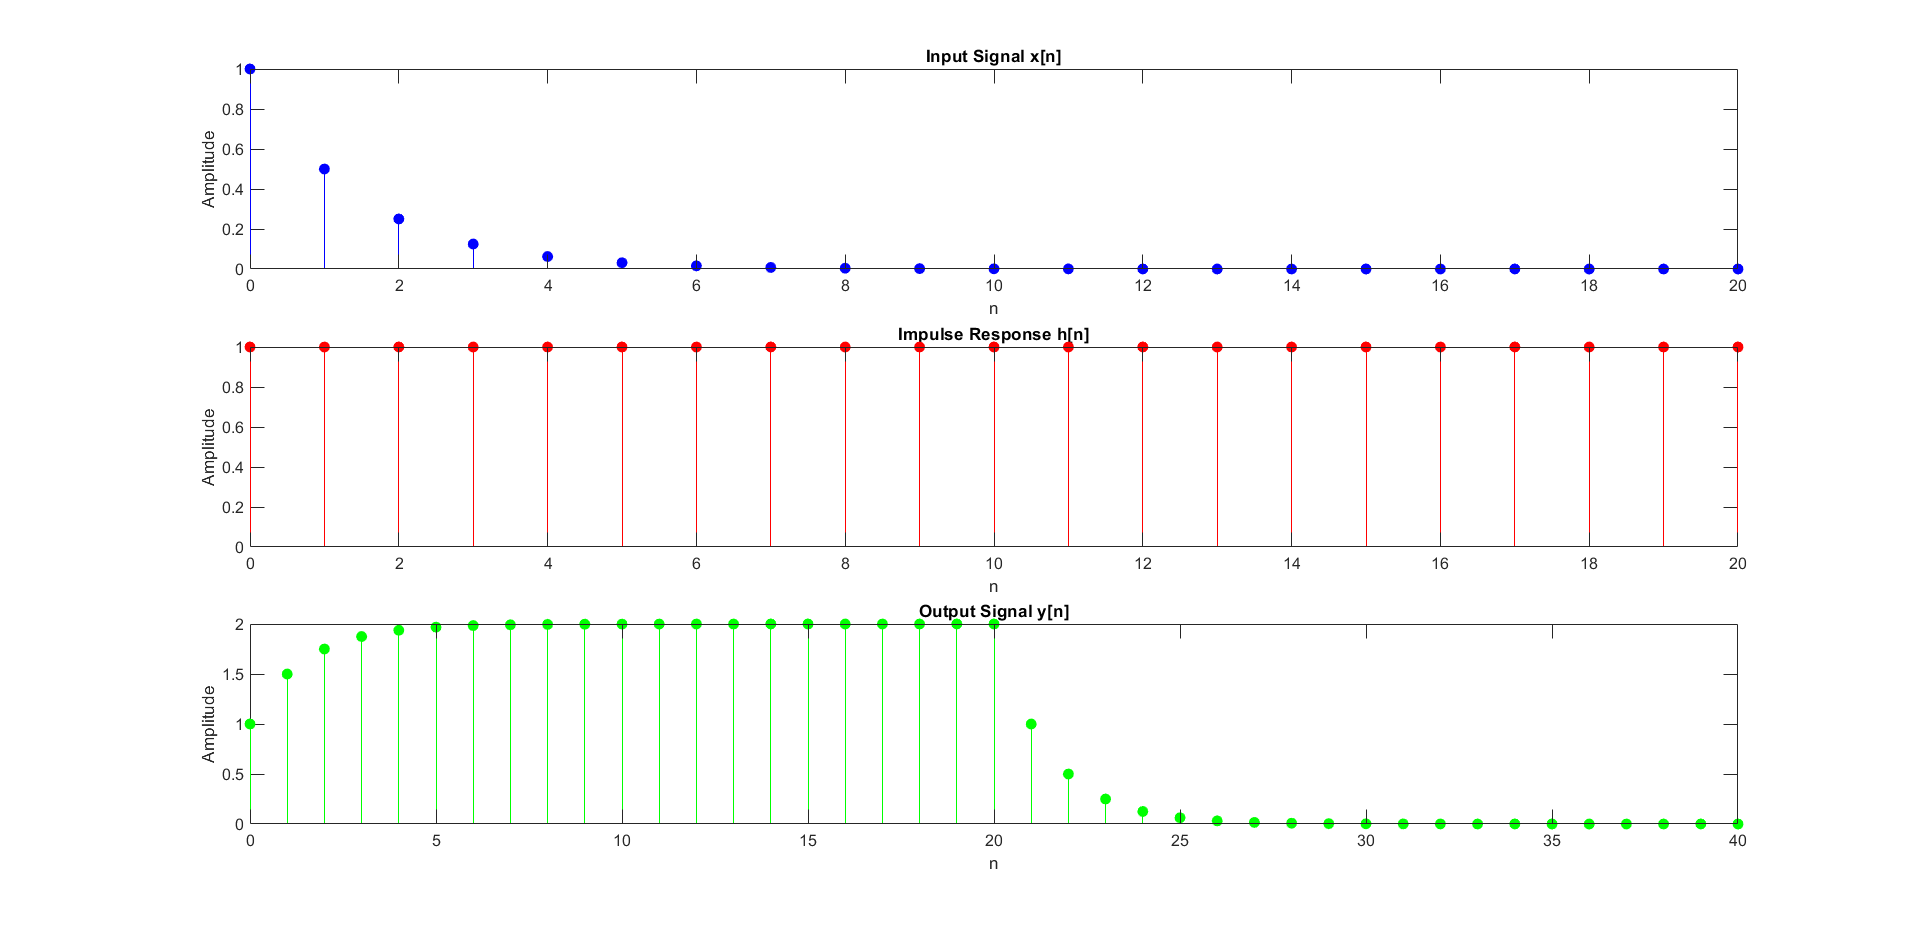 Input Signal x[n]
1
0.8
0.6
0.4
0.2
0
Amplitude
0 2 4 6 8 10 12 14 16 18 20
n
Impulse Response h[n]
1
0.8
0.6
0.4
0.2
0
Amplitude
0 2 4 6 8 10 12 14 16 18 20
n
Output Signal y[n]
2
1.5
1
0.5
0
Amplitude
0 5 10 15 20 25 30 35 40
n